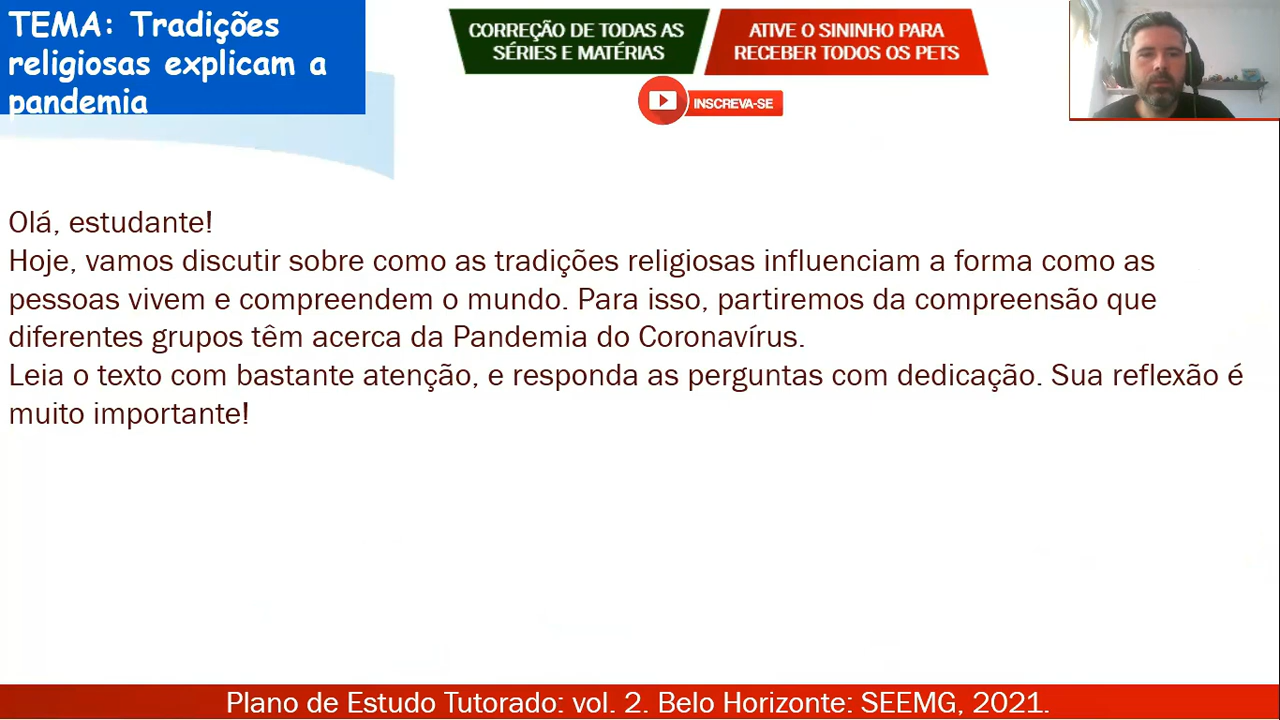 TEMA: Tradições
religiosas explicam a
pandemia
CORREÇÃO DE TODAS AS
SÉRIES E MATÉRIAS
ATIVE O SININHO PARA
RECEBER TODOS OS PETS
INSCREVA-SE
Olá, estudante!
Hoje, vamos discutir sobre como as tradições religiosas influenciam a forma como as
pessoas vivem e compreendem o mundo. Para isso, partiremos da compreensão que
diferentes grupos têm acerca da Pandemia do Coronavírus.
Leia o texto com bastante atenção, e responda as perguntas com dedicação. Sua reflexão é
muito importante!
Plano de Estudo Tutorado: vol. 2. Belo Horizonte: SEEMG, 2021.